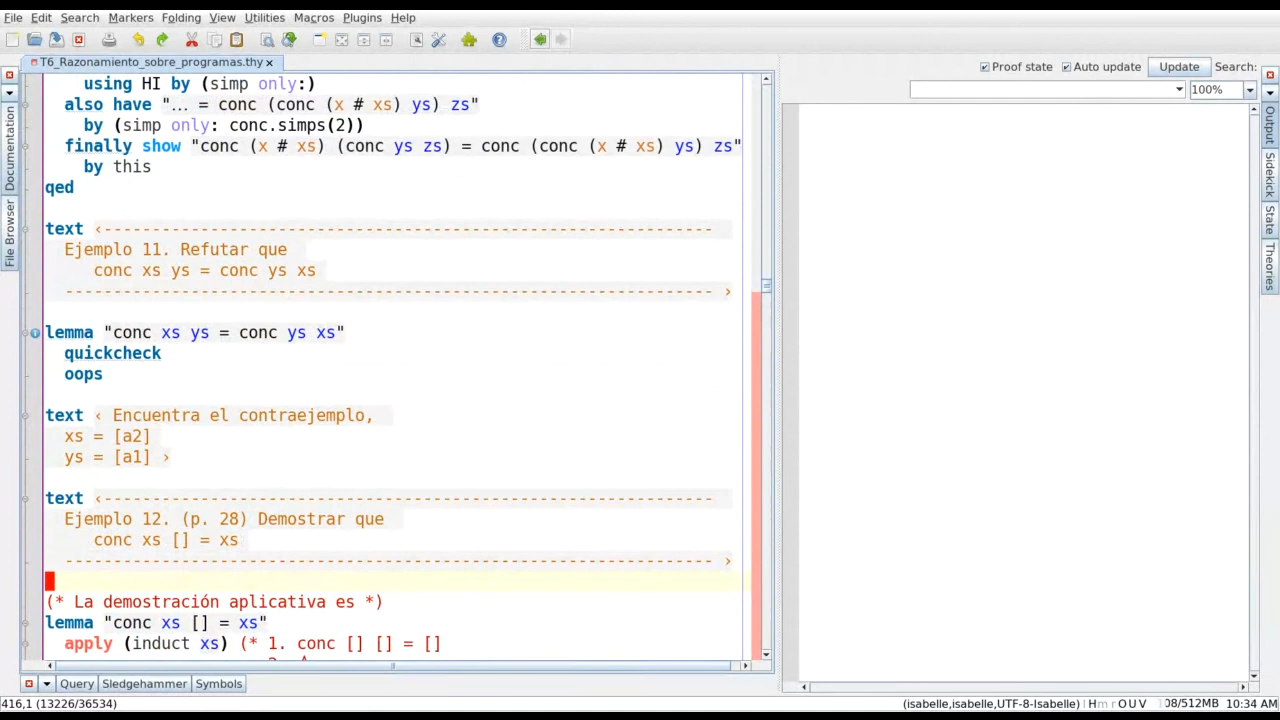 File Edit Search Markers Folding View Utilities Macros Plugins Help
T6_Razonamiento_sobre_programas.thy
using HI by (simp only:)
also have "... = conc (conc (x # xs) ys) zs"
by (simp only: conc.simps(2))
finally show "conc (x # xs) (conc ys zs) = conc (conc (x # xs) ys) zs"
by this
qed
text ‹----------------------------------------------------------------
Ejemplo 11. Refutar que
conc xs ys = conc ys xs
------------------------------------------------------------------- ›
lemma "conc xs ys = conc ys xs"
quickcheck
oops
text ‹ Encuentra el contraejemplo,
xs = [a2]
ys = [a1] ›
text ‹----------------------------------------------------------------
Ejemplo 12. (p. 28) Demostrar que
conc xs [] = xs
------------------------------------------------------------------- ›
(* La demostración aplicativa es *)
lemma "conc xs [] = xs"
apply (induct xs) (* 1. conc [] [] = []
Documentation
File Browser
Proof state Auto update Update Search:
100%
Output
Sidekick
State
Theories
Query Sledgehammer Symbols
416,1 (13226/36534)
(isabelle,isabelle,UTF-8-Isabelle) H m r O U V 08/512MB 10:34 AM